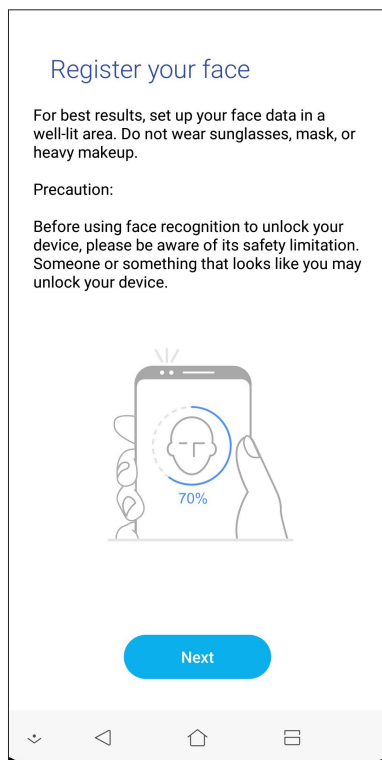 Register your face
For best results, set up your face data in a
well-lit area. Do not wear sunglasses, mask, or
heavy makeup.
Precaution:
Before using face recognition to unlock your
device, please be aware of its safety limitation.
Someone or something that looks like you may
unlock your device.
70%
Next